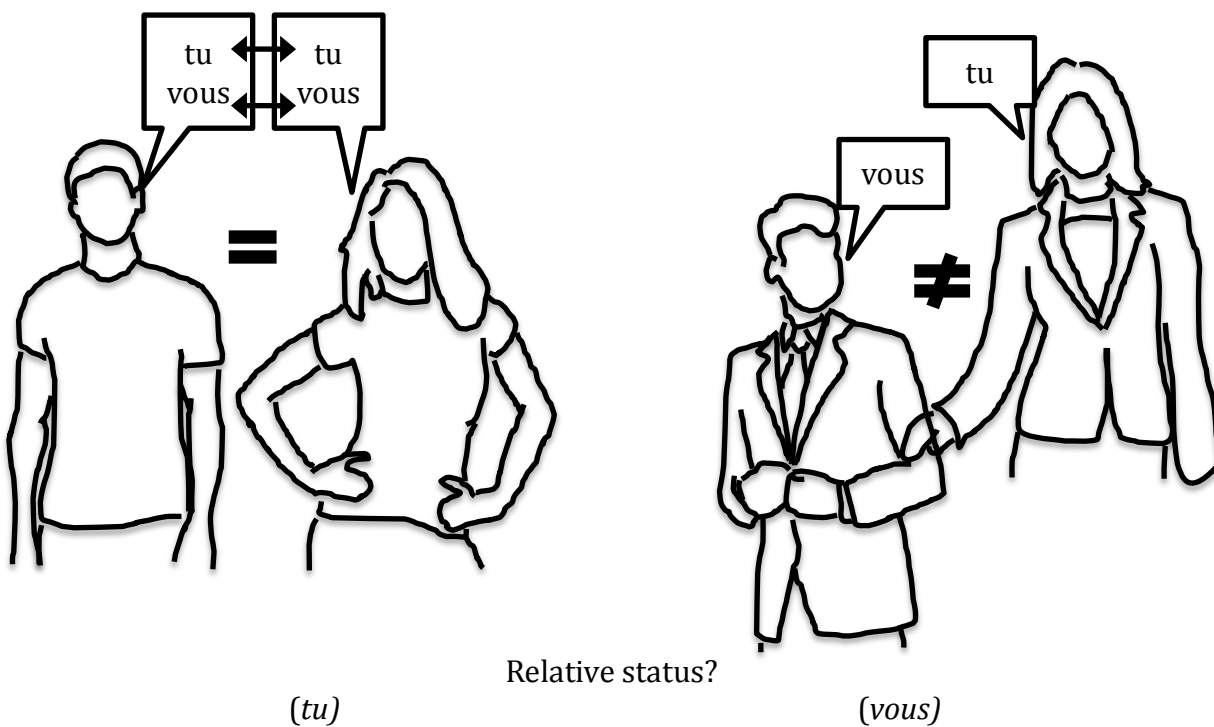 tu
vous
tu
vous
=
tu
vous
≠
Relative status?
(tu)
(vous)